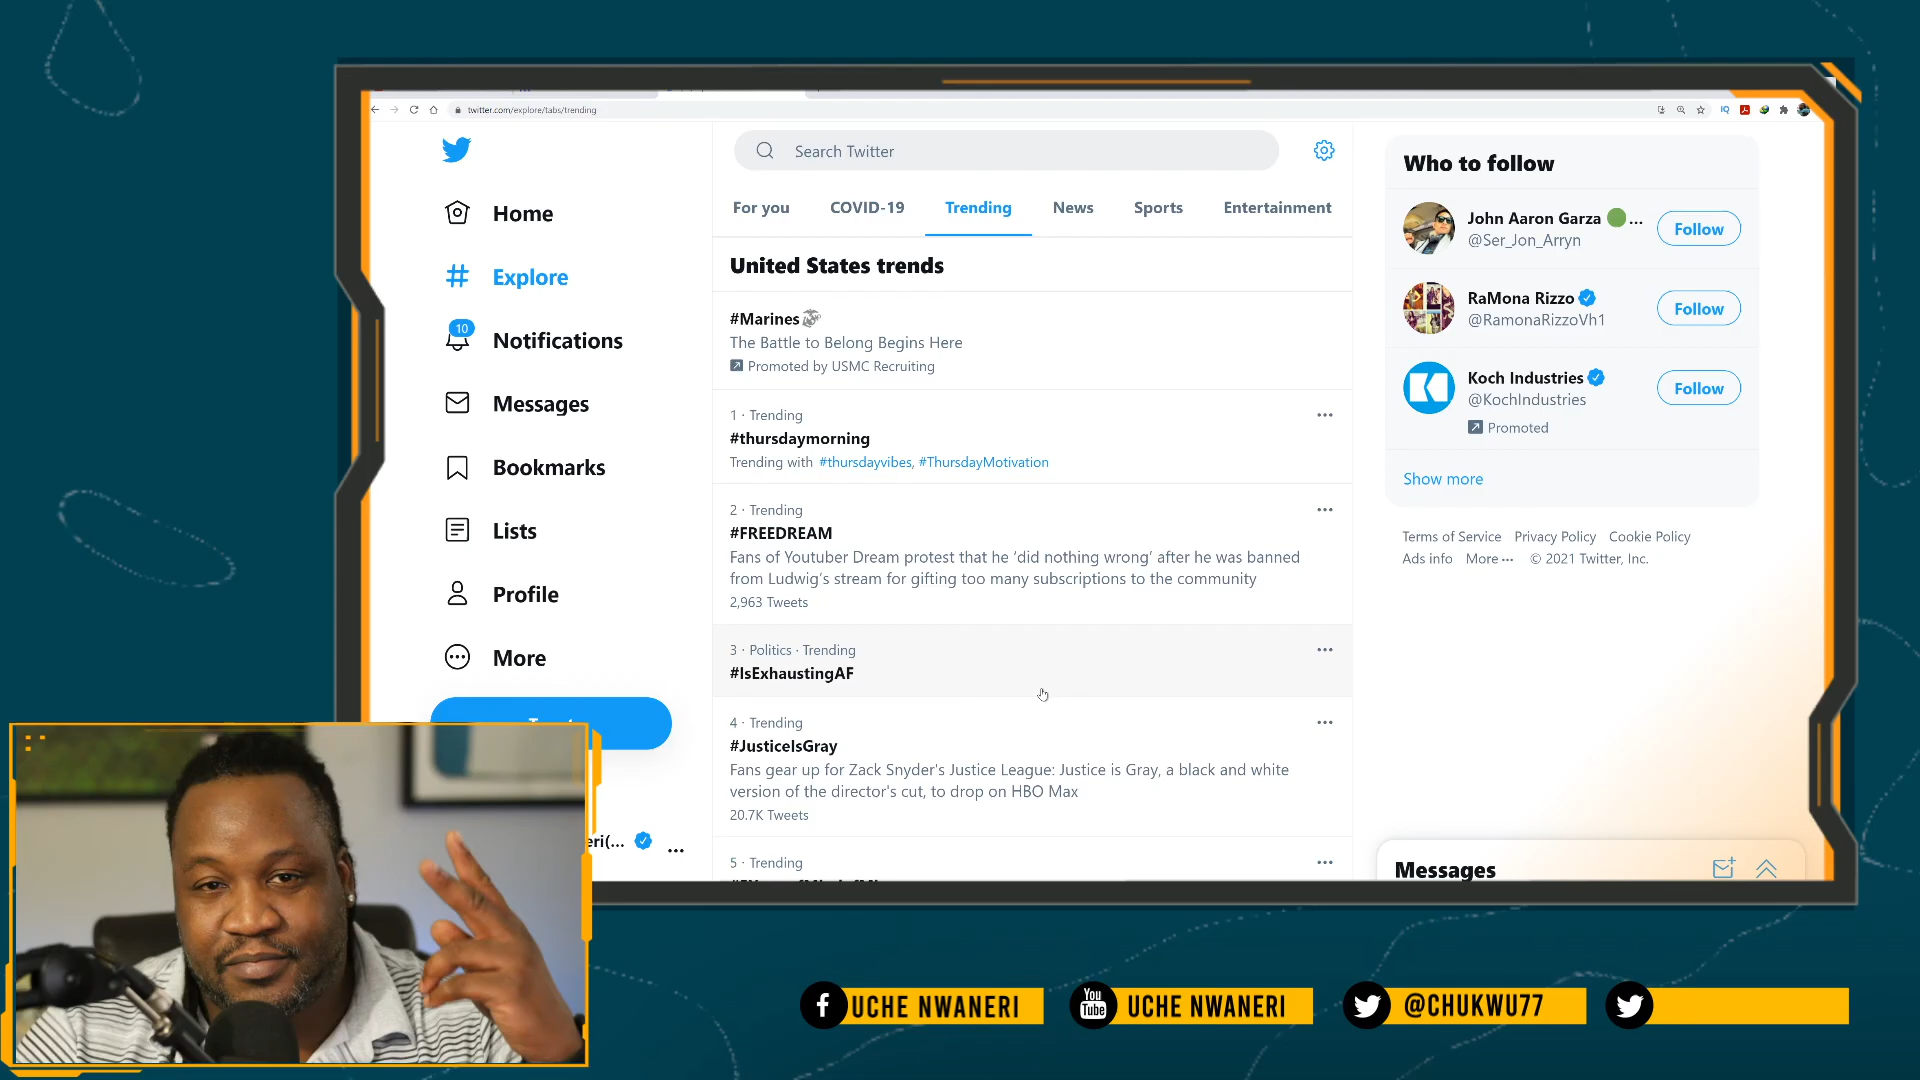 twitter.com/explore/tabs/trending
Search Twitter
For you COVID-19 Trending News Sports Entertainment
Home
Explore
10
Notifications
Messages
Bookmarks
Lists
Profile
More
eri(...
United States trends
#Marines
The Battle to Belong Begins Here
Promoted by USMC Recruiting
1 · Trending
#thursdaymorning
Trending with #thursdayvibes, #ThursdayMotivation
2 · Trending
#FREEDREAM
Fans of Youtuber Dream protest that he 'did nothing wrong' after he was banned
from Ludwig's stream for gifting too many subscriptions to the community
2,963 Tweets
3 · Politics · Trending
#IsExhaustingAF
4 · Trending
#JusticeIsGray
Fans gear up for Zack Snyder's Justice League: Justice is Gray, a black and white
version of the director's cut, to drop on HBO Max
20.7K Tweets
5 · Trending
Who to follow
John Aaron Garza ...
@Ser_Jon_Arryn
Follow
RaMona Rizzo
@RamonaRizzoVh1
Follow
Koch Industries
@KochIndustries
Follow
Promoted
Show more
Terms of Service Privacy Policy Cookie Policy
Ads info More ··· © 2021 Twitter, Inc.
Messages
UCHE NWANERI
You Tube
UCHE NWANERI
@CHUKWU77